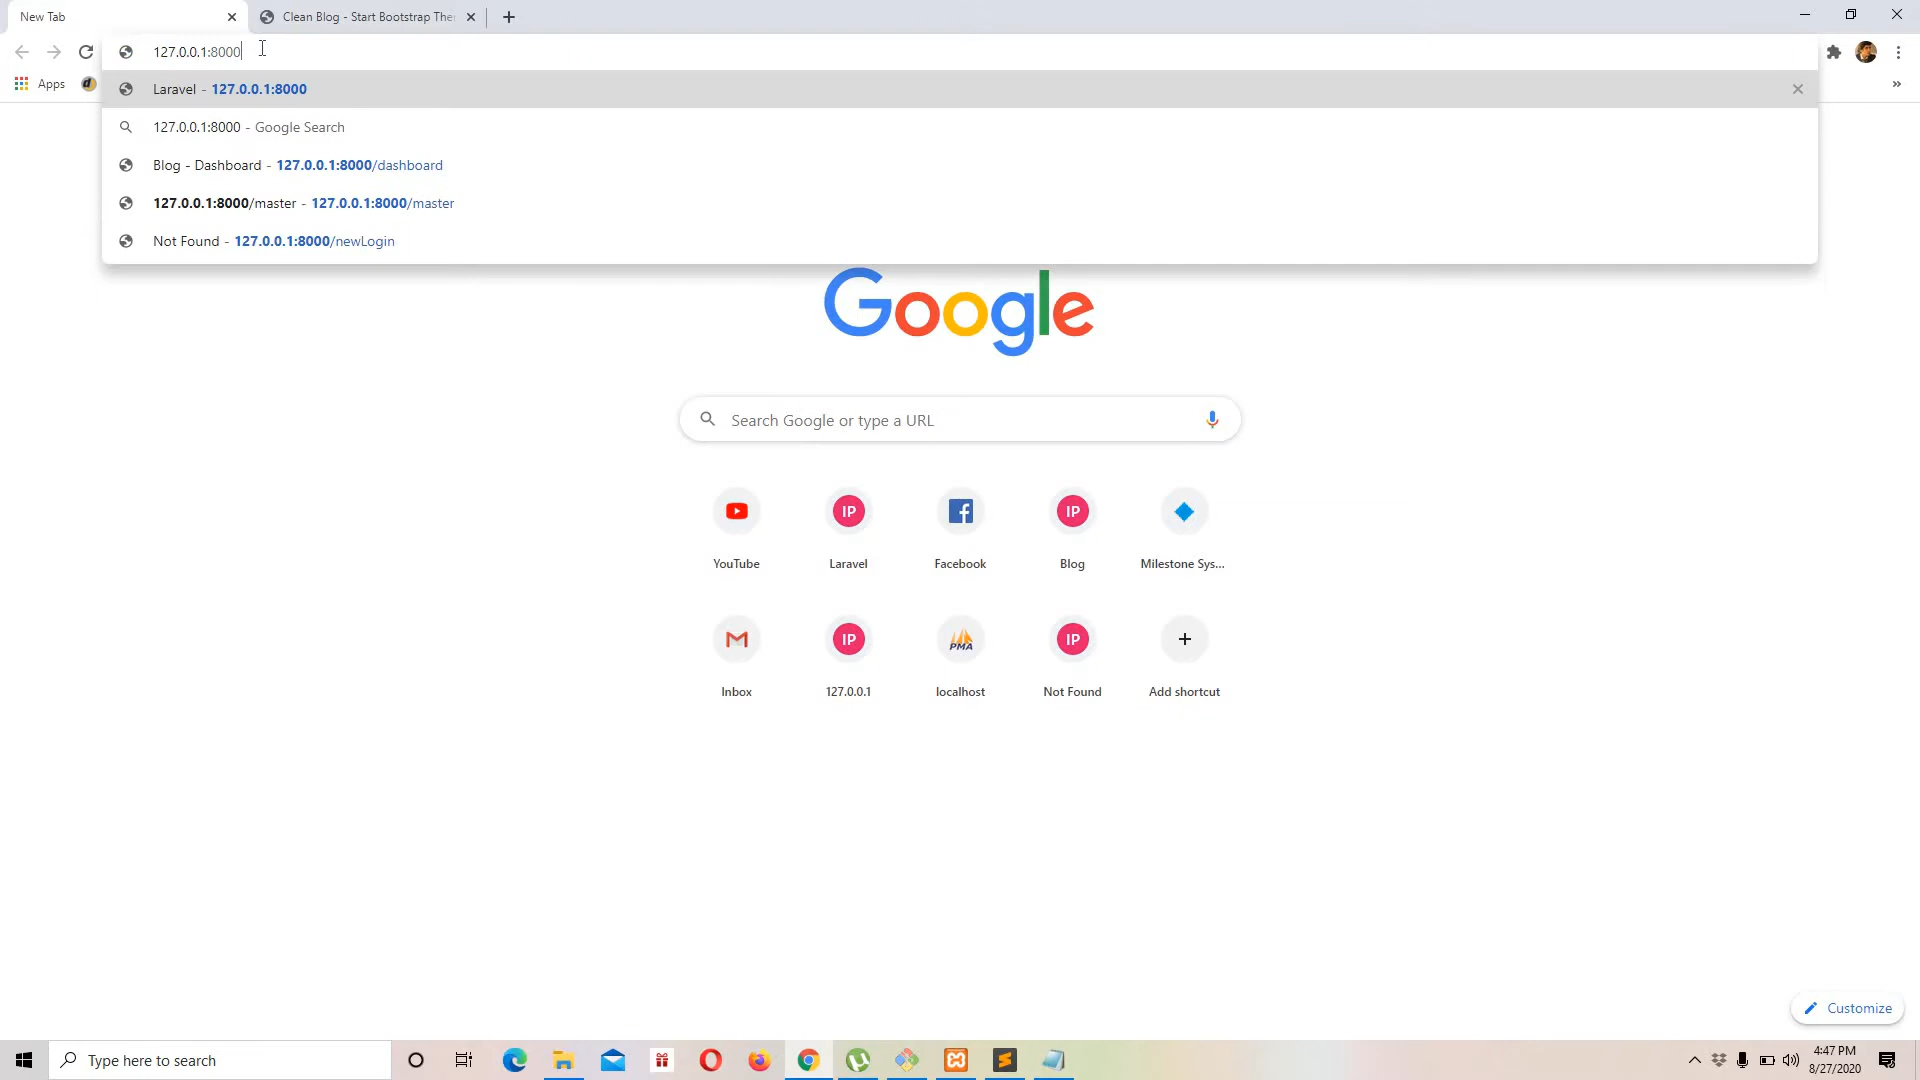 New Tab
Clean Blog - Start Bootstrap The
127.0.0.1:8000
Apps
Laravel - 127.0.0.1:8000
127.0.0.1:8000 - Google Search
Blog - Dashboard - 127.0.0.1:8000/dashboard
127.0.0.1:8000/master - 127.0.0.1:8000/master
Not Found - 127.0.0.1:8000/newLogin
Google
Search Google or type a URL
IP
IP
YouTube
Laravel
Facebook
Blog
Milestone Sys...
IP
PMA
IP
Inbox
127.0.0.1
localhost
Not Found
Add shortcut
Customize
Type here to search
4:47 PM
8/27/2020